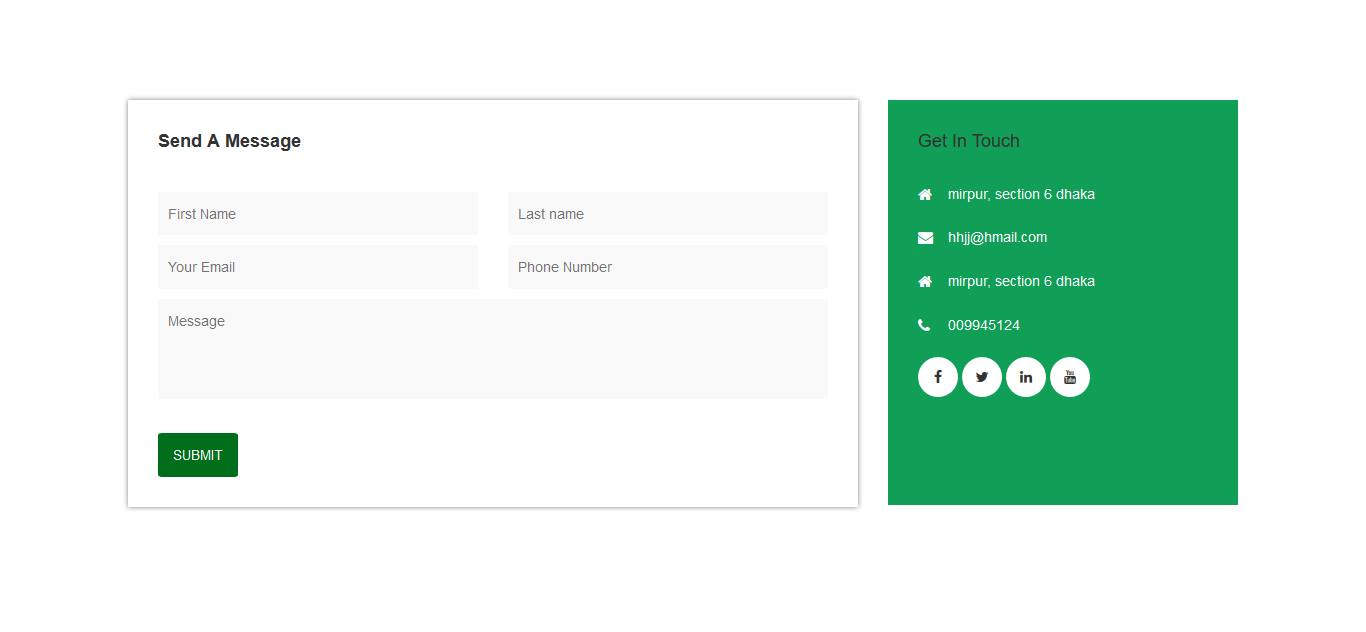 Send A Message
First Name
Last name
Your Email
Phone Number
Message
SUBMIT
Get In Touch
mirpur, section 6 dhaka
hhjj@hmail.com
mirpur, section 6 dhaka
009945124
You
Tube